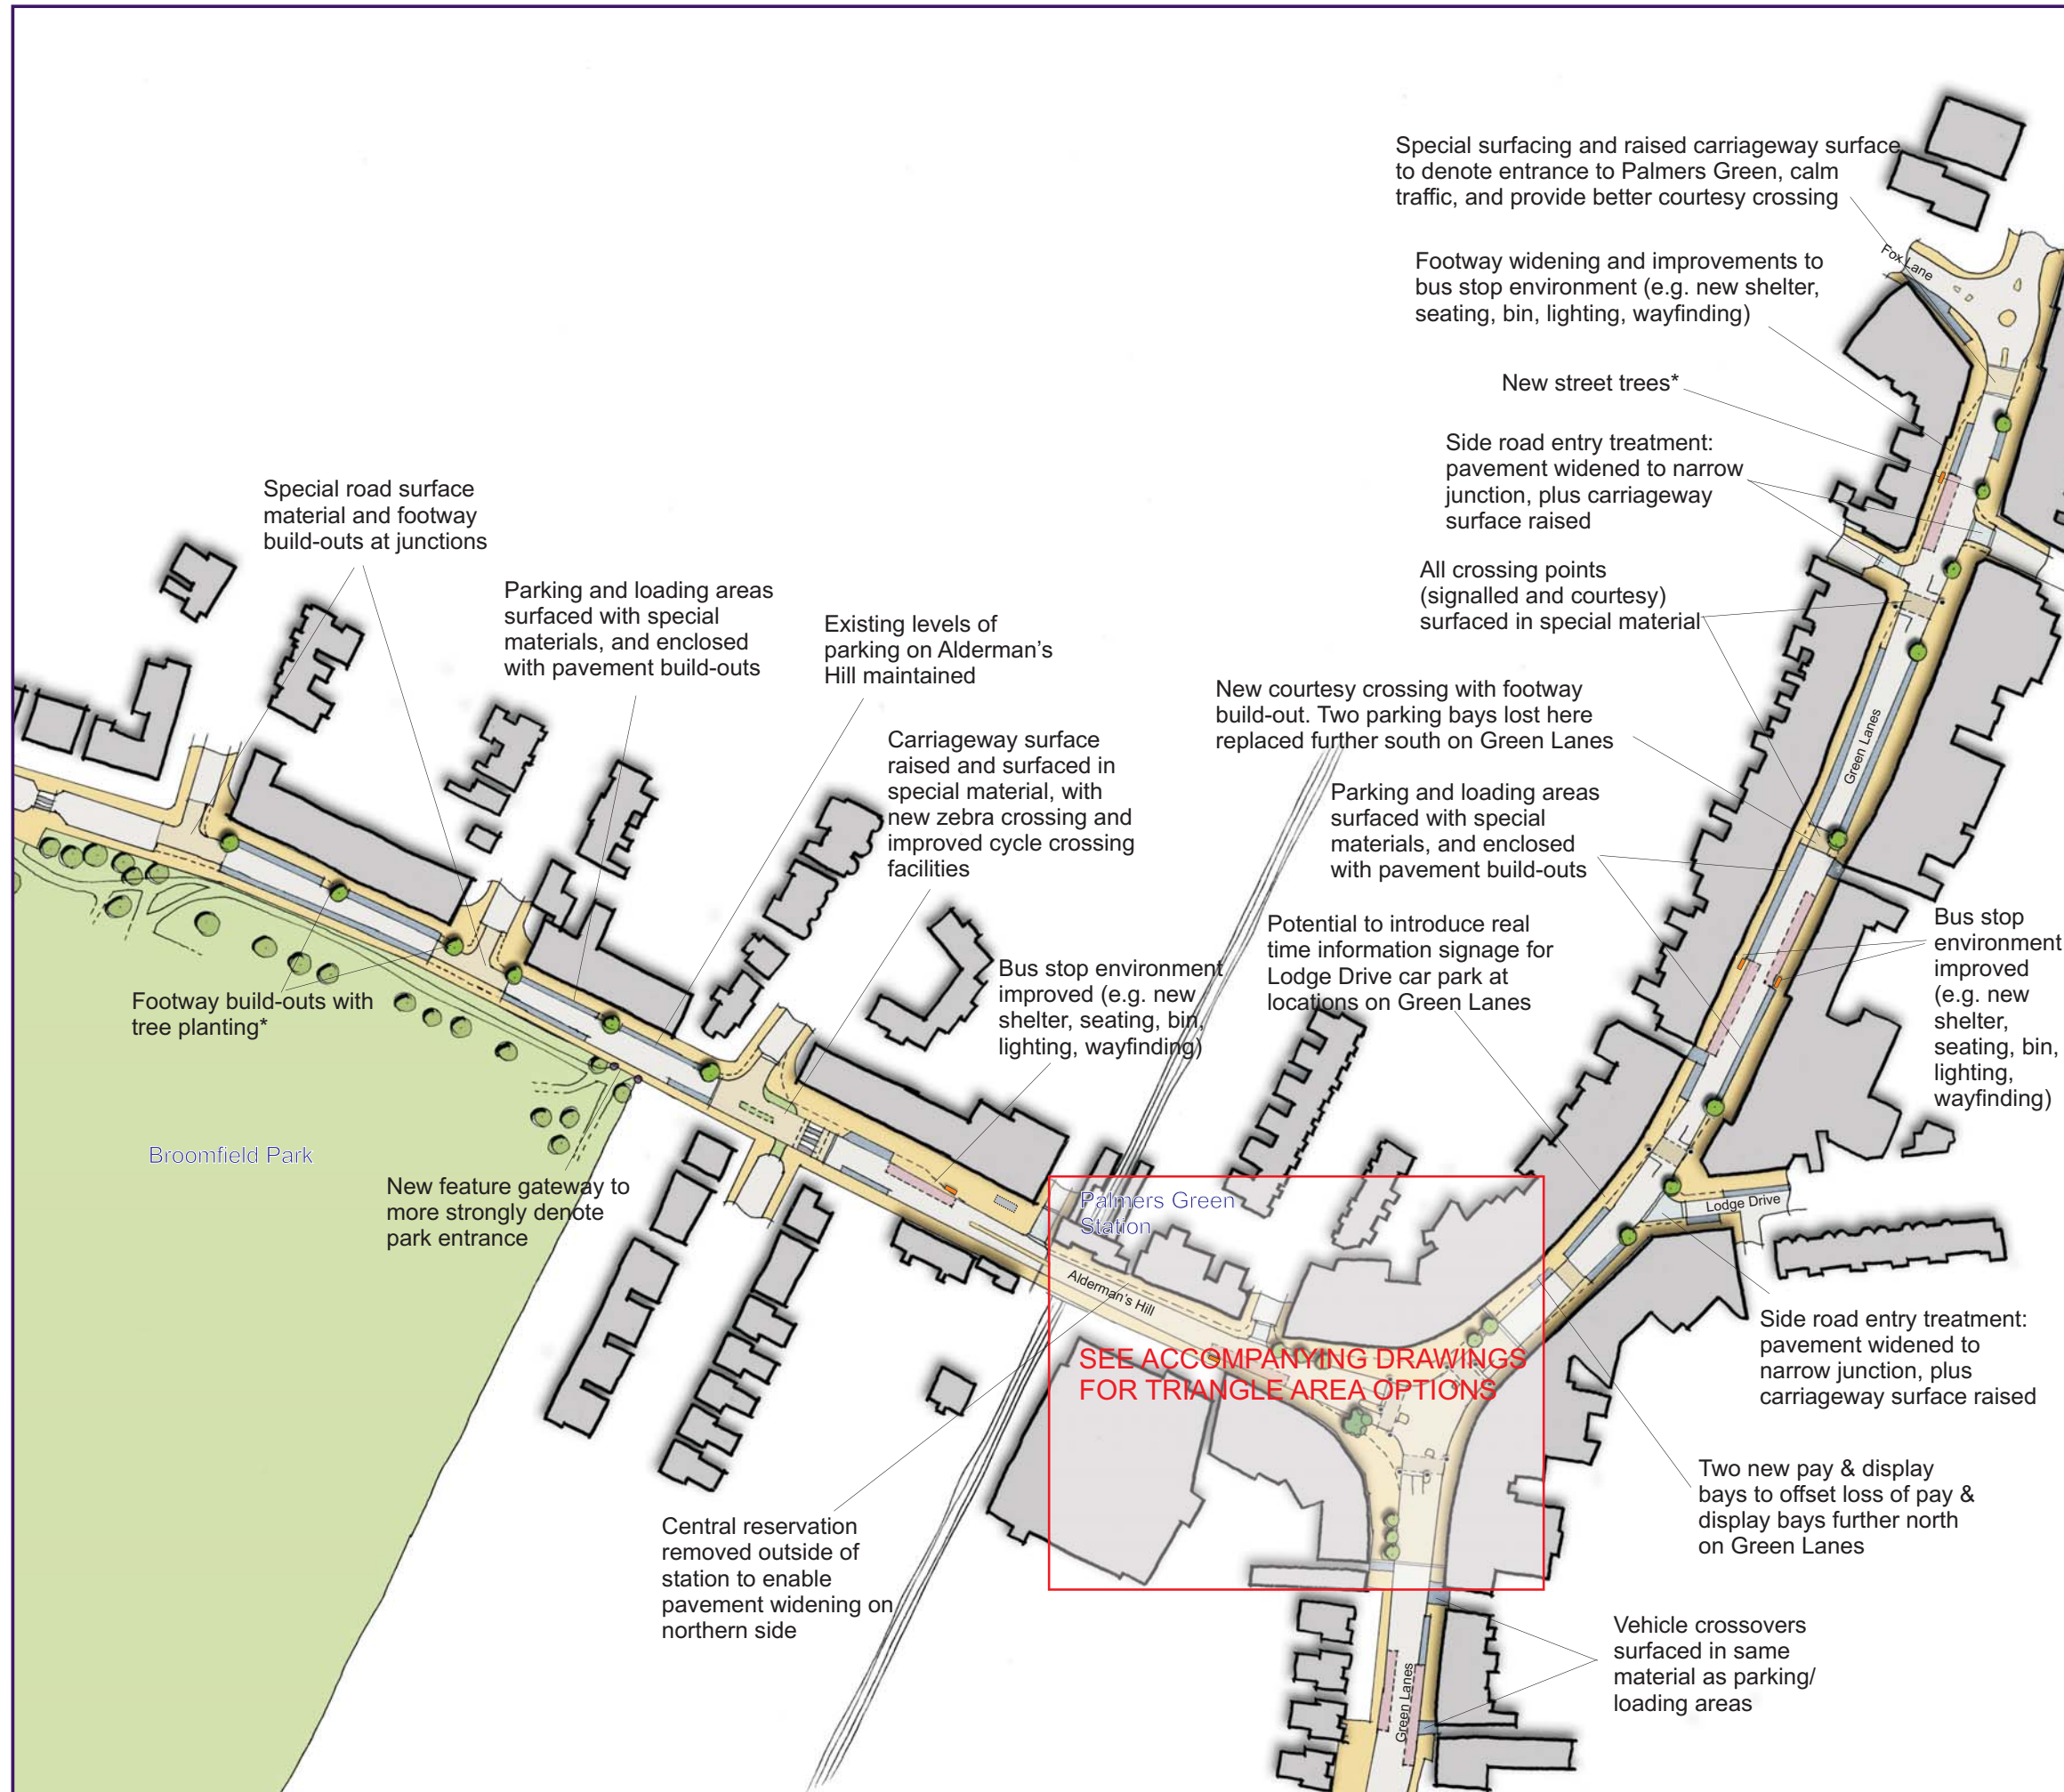 Special surfacing and raised carriageway surface
to denote entrance to Palmers Green, calm
traffic, and provide better courtesy crossing
Fox Lane
Footway widening and improvements to
bus stop environment (e.g. new shelter,
seating, bin, lighting, wayfinding)
New street trees*
Side road entry treatment:
pavement widened to narrow
junction, plus carriageway
surface raised
All crossing points
(signalled and courtesy)
surfaced in special material
Special road surface
material and footway
build-outs at junctions
Parking and loading areas
surfaced with special
materials, and enclosed
with pavement build-outs
Existing levels of
parking on Alderman's
Hill maintained
New courtesy crossing with footway
build-out. Two parking bays lost here
replaced further south on Green Lanes
Green Lanes
Carriageway surface
raised and surfaced in
special material, with
new zebra crossing and
improved cycle crossing
facilities
Parking and loading areas
surfaced with special
materials, and enclosed
with pavement build-outs
Potential to introduce real
time information signage for
Lodge Drive car park at
locations on Green Lanes
Bus stop
environment
improved
(e.g. new
shelter,
seating, bin,
lighting,
wayfinding)
Bus stop environment
improved (e.g. new
shelter, seating, bin,
lighting, wayfinding)
Footway build-outs with
tree planting*
Broomfield Park
New feature gateway to
more strongly denote
park entrance
Palmers Green
Station
Lodge Drive
Alderman's Hill
SEE ACCOMPANYING DRAWINGS
FOR TRIANGLE AREA OPTIONS
Side road entry treatment:
pavement widened to
narrow junction, plus
carriageway surface raised
Two new pay & display
bays to offset loss of pay &
display bays further north
on Green Lanes
Central reservation
removed outside of
station to enable
pavement widening on
northern side
Vehicle crossovers
surfaced in same
material as parking/
loading areas
Green Lanes